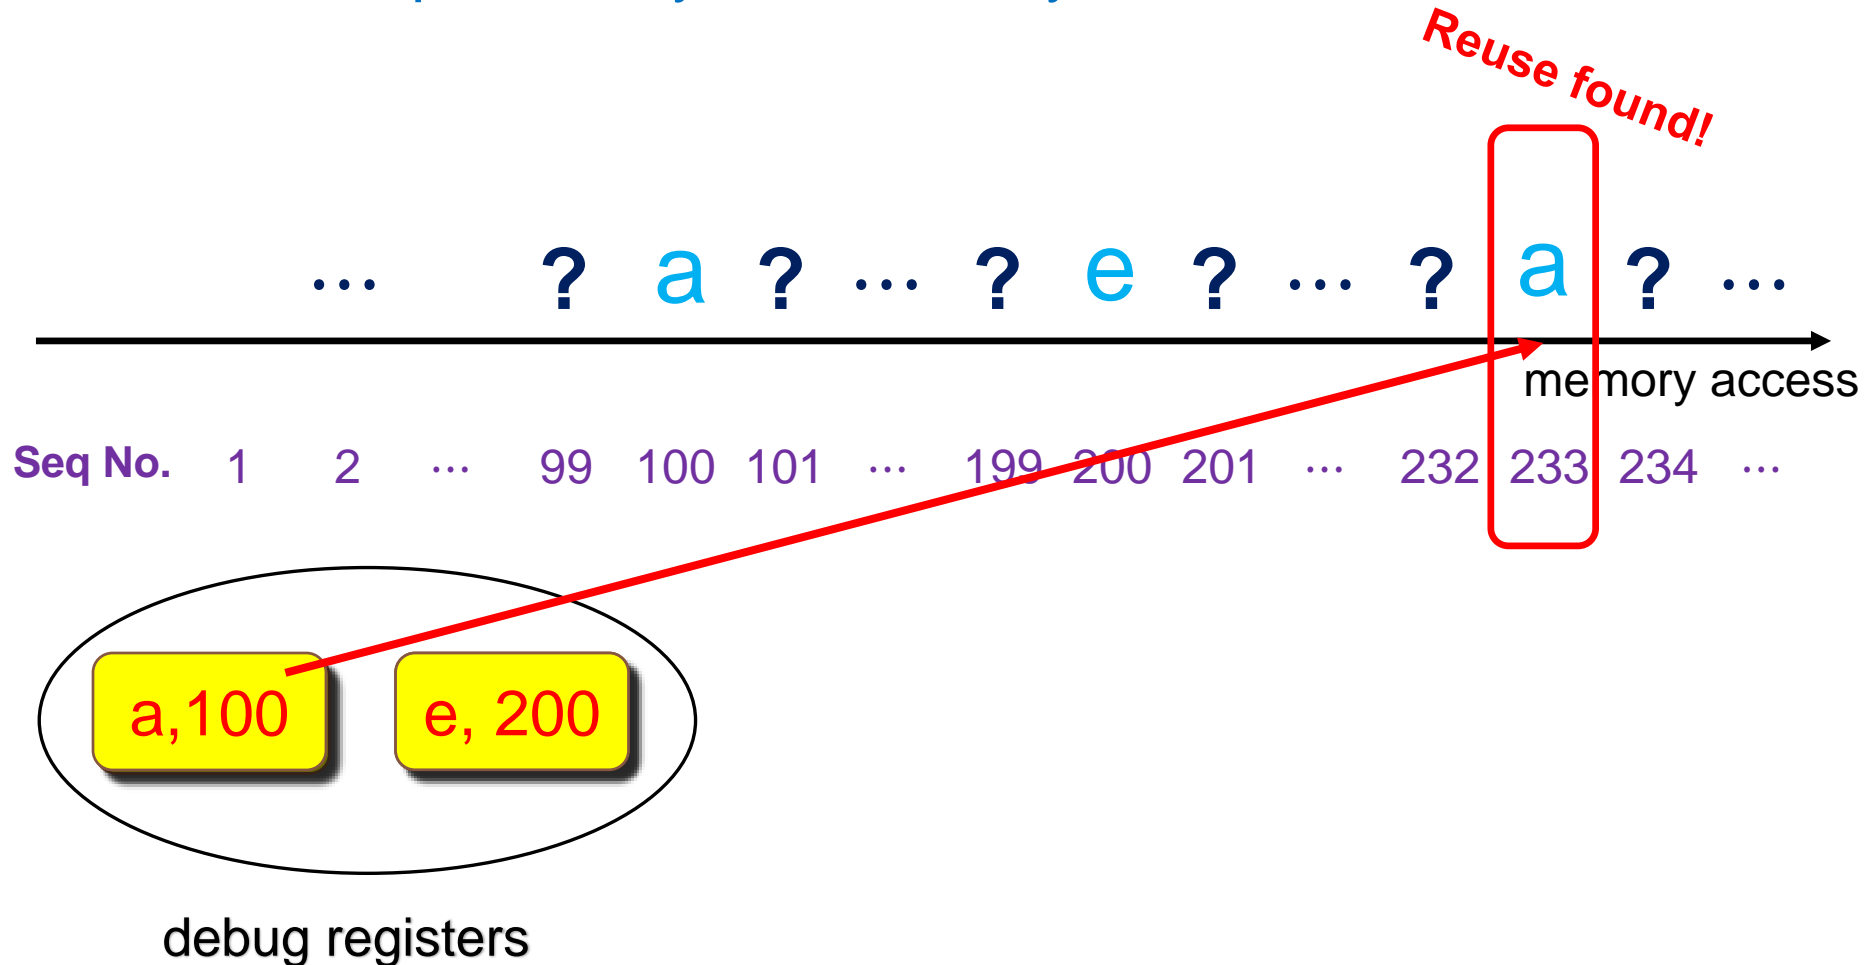 Reuse found!
... ? a ? ... ? e ? ... ? a ? ...
memory access
Seq No. 1 2 ... 99 100 101 ... 199 200 201 ... 232 233 234 ...
a,100 e, 200
debug registers